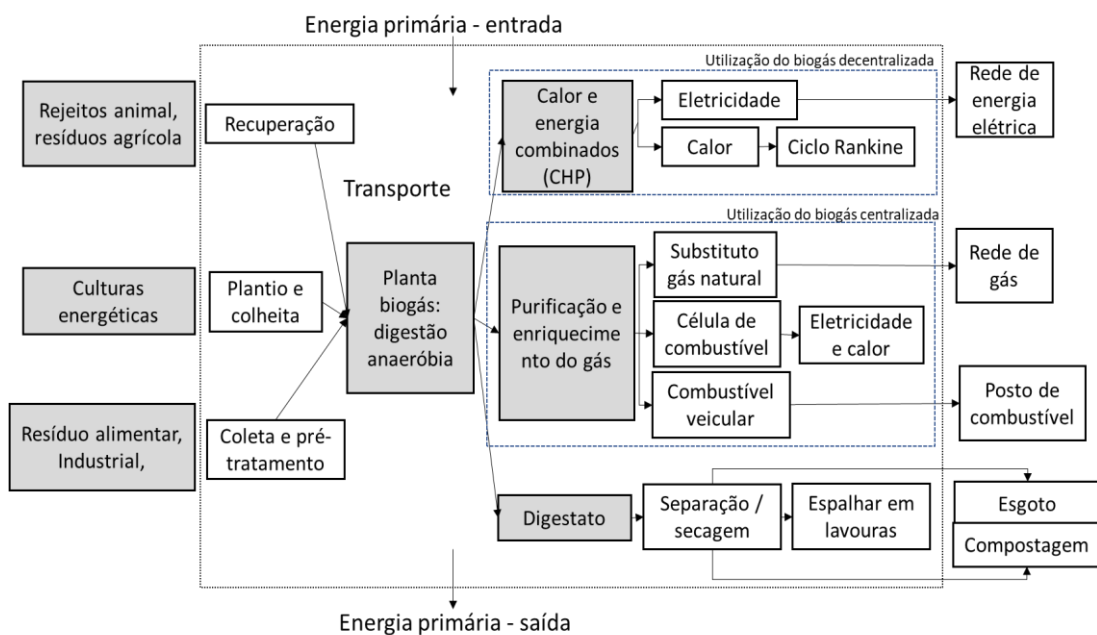 Energia primária - entrada
Utilização do biogás decentralizada
Rejeitos animal,
resíduos agrícola
Recuperação
Calor e
energia
combinados
(CHP)
Eletricidade
Calor
Ciclo Rankine
Rede de
energia
elétrica
Transporte
Utilização do biogás centralizada
Culturas
energéticas
Plantio e
colheita
Planta
biogás:
digestão
anaeróbia
Purificação e
enriquecime
nto do gás
Substituto
gás natural
Rede de
gás
Célula de
combustível
Eletricidade
e calor
Combustível
veicular
Posto de
combustível
Resíduo alimentar,
Industrial,
Coleta e pré-
tratamento
Digestato
Separação /
secagem
Espalhar em
lavouras
Esgoto
Compostagem
Energia primária - saída